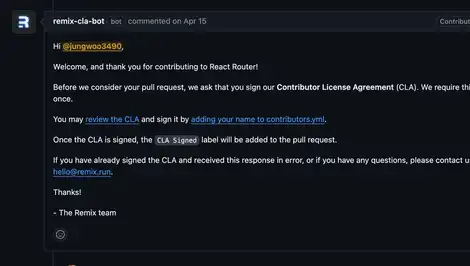 remix-cla-bot bot commented on Apr 15
Contribut
Hi @jungwoo3490,
Welcome, and thank you for contributing to React Router!
Before we consider your pull request, we ask that you sign our Contributor License Agreement (CLA). We require thi
once.
You may review the CLA and sign it by adding your name to contributors.yml.
Once the CLA is signed, the CLA Signed label will be added to the pull request.
If you have already signed the CLA and received this response in error, or if you have any questions, please contact u
hello@remix.run.
Thanks!
- The Remix team